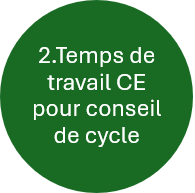 2.Temps de
travail CE
pour conseil
de cycle